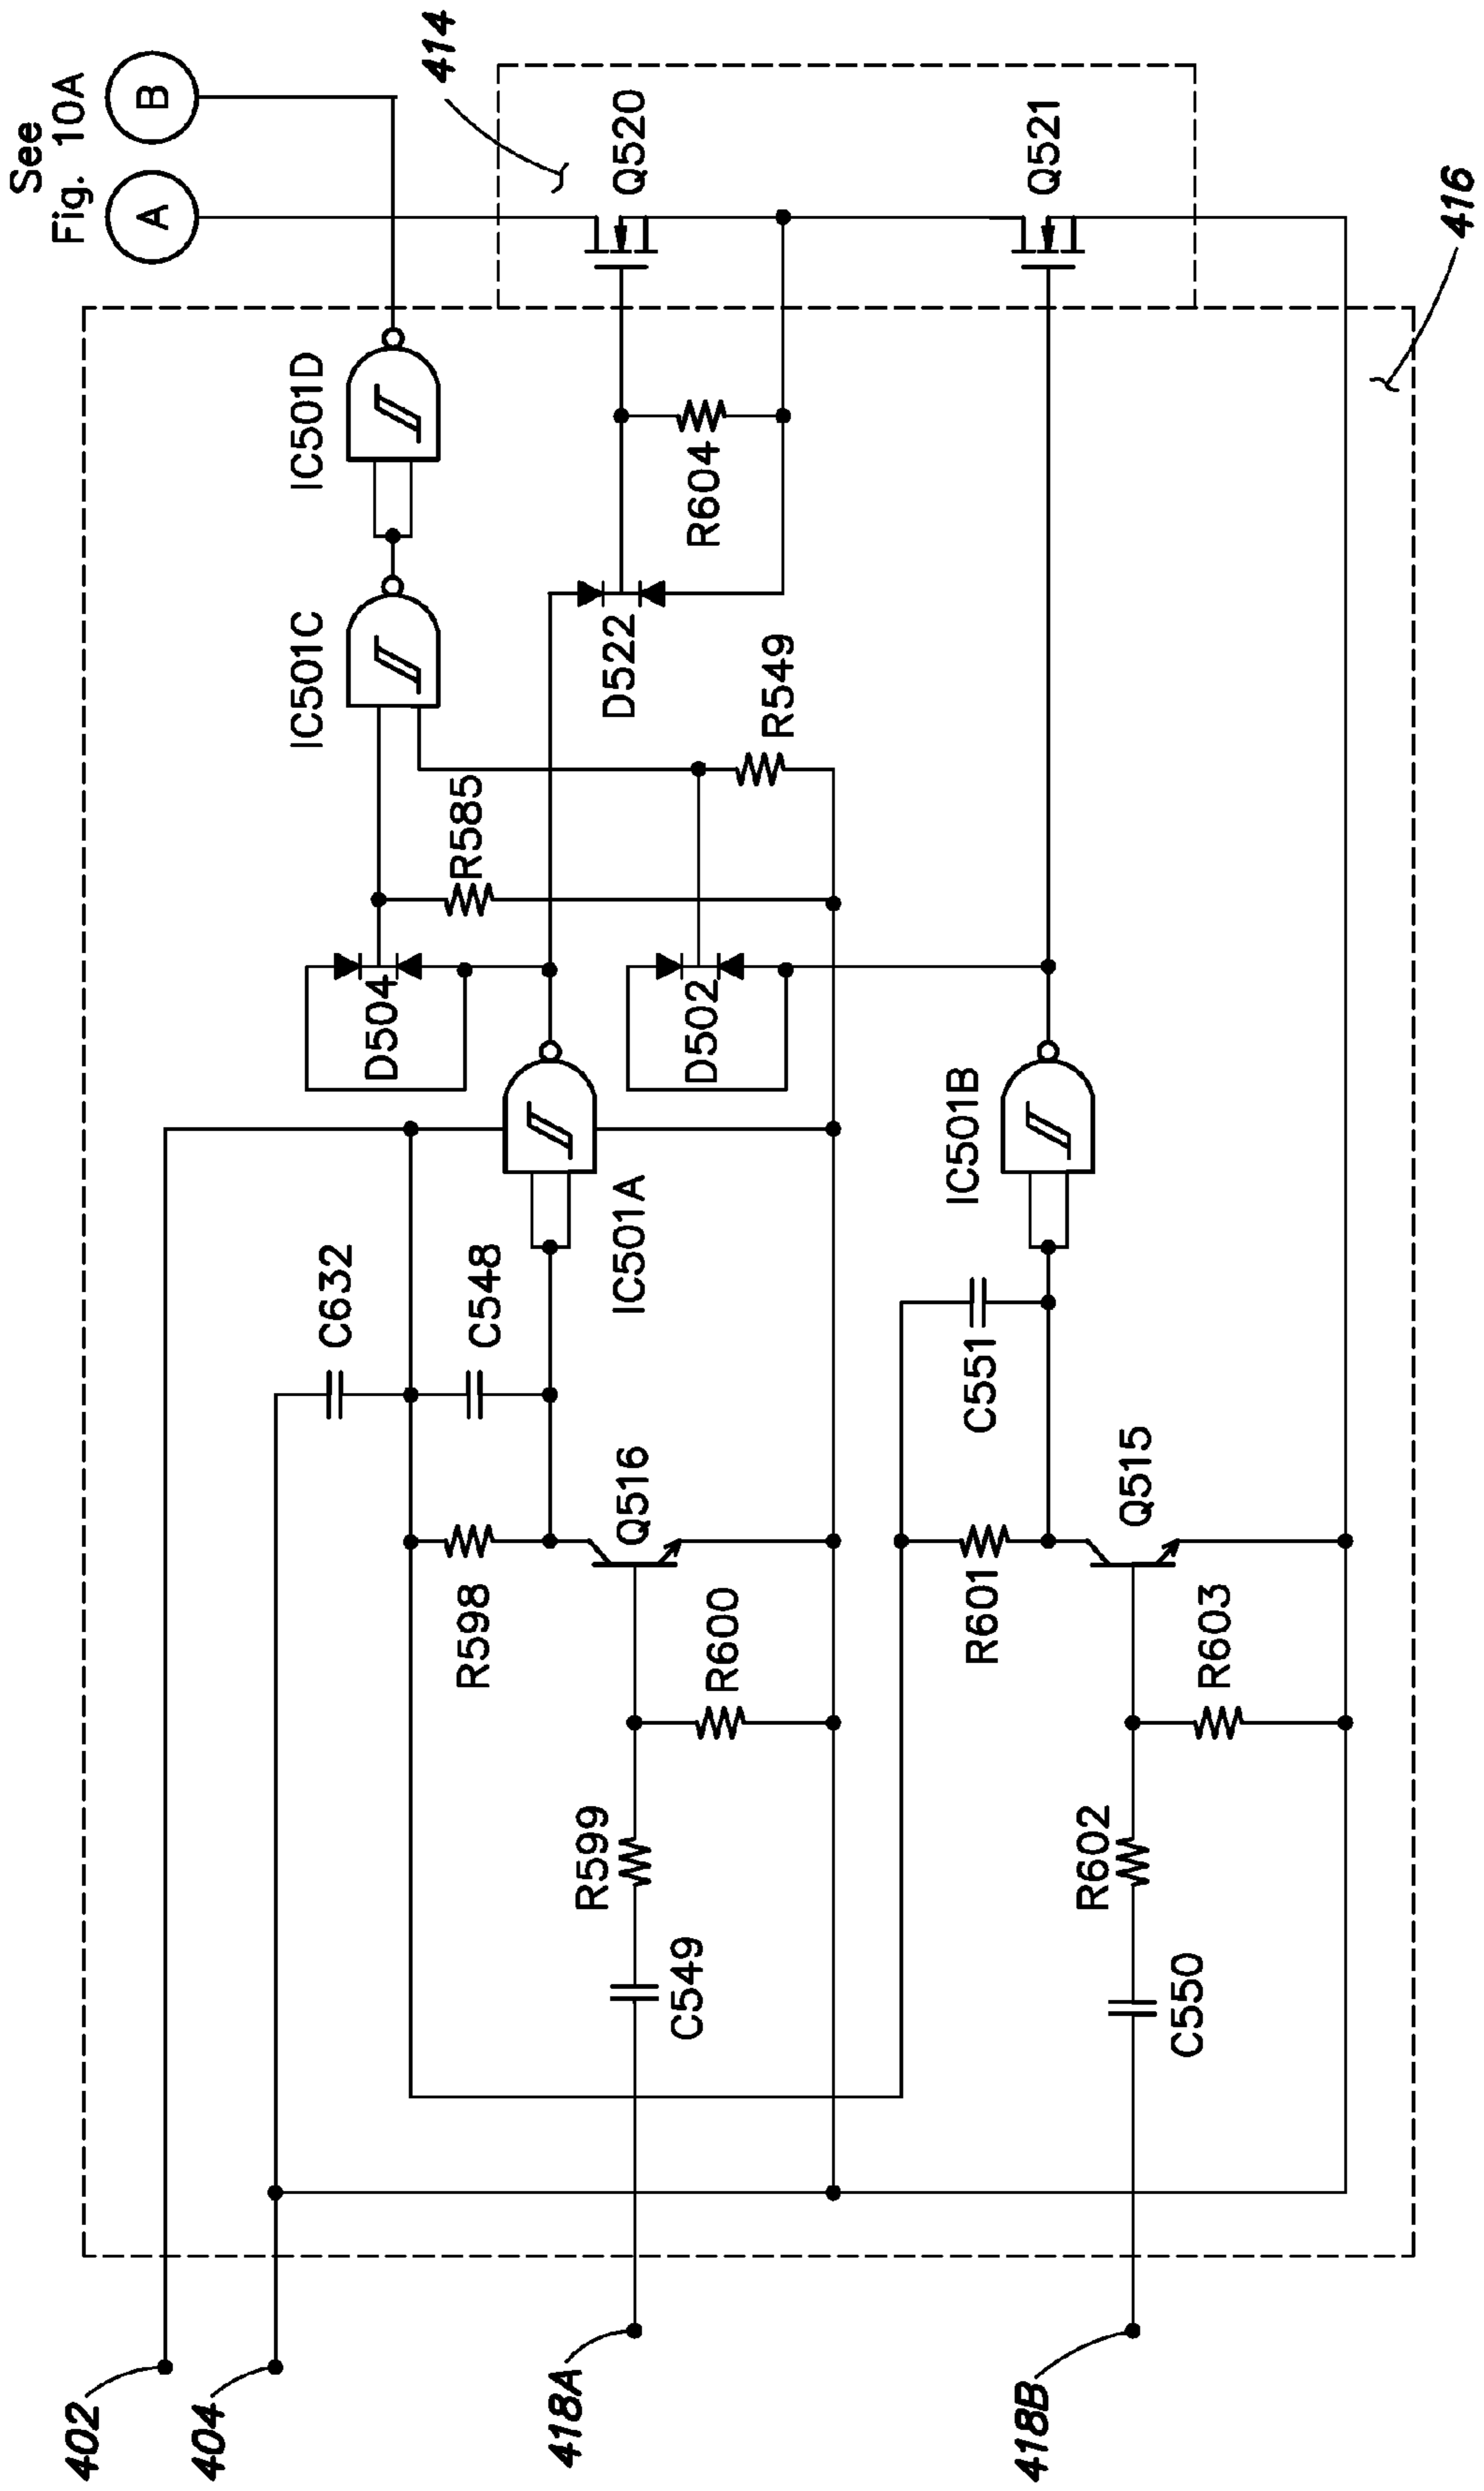 See
Fig. 10A
A
B
414
Q520
Q521
416
IC501D
IC501C
R604
D522
R549
R585
D504
D502
IC501A
IC501B
C632
C548
C551
Q516
Q515
R598
R600
R601
R603
R599
R602
C549
C550
402
404
418A
418B